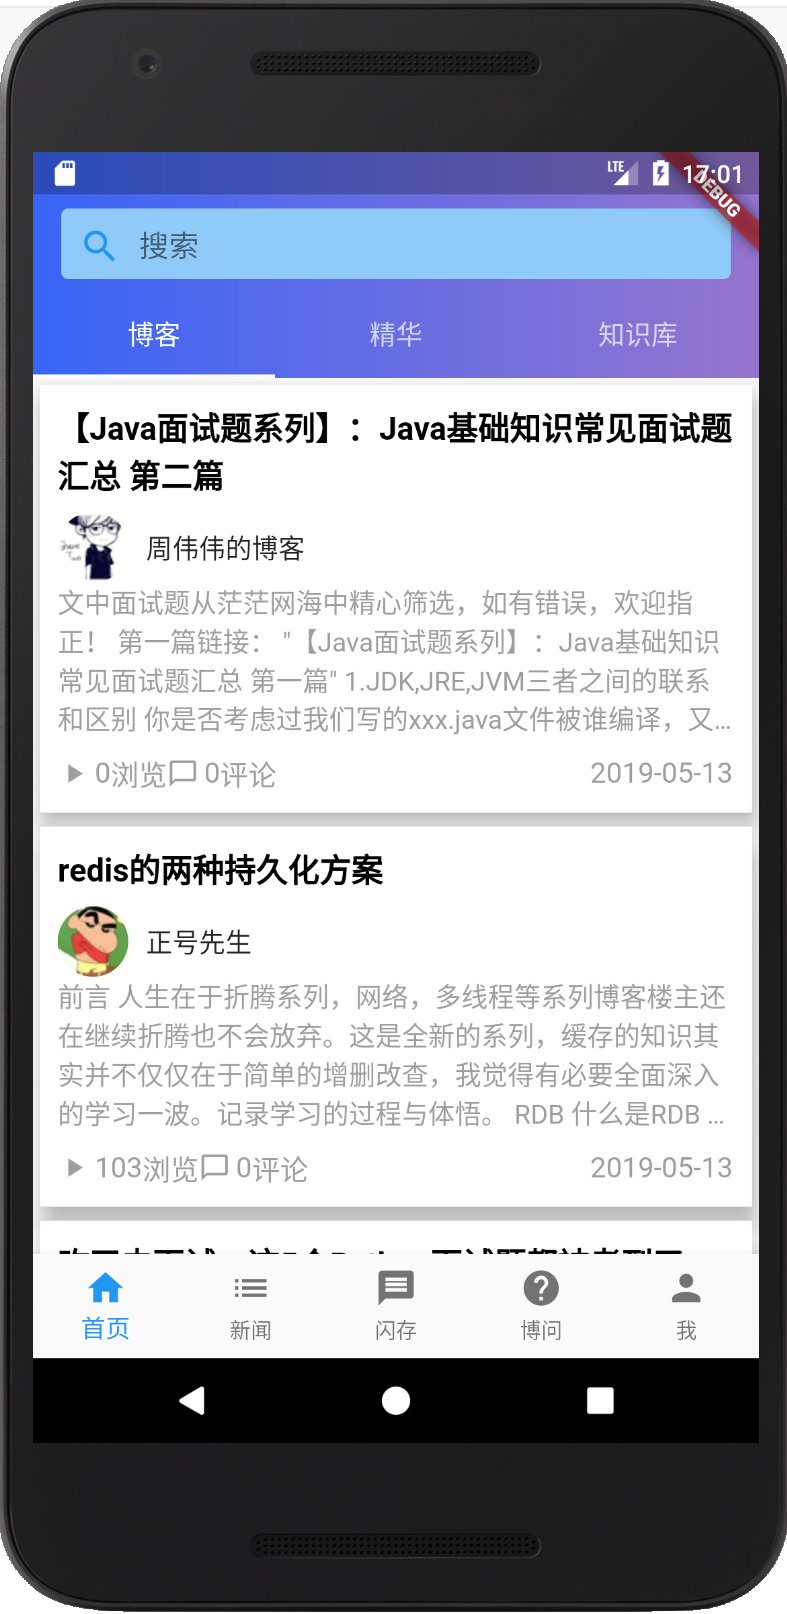 LTE 17:01
DEBUG
搜索
博客 精华 知识库
【Java面试题系列】：Java基础知识常见面试题
汇总 第二篇
周伟伟的博客
文中面试题从茫茫网海中精心筛选，如有错误，欢迎指
正！ 第一篇链接： "【Java面试题系列】：Java基础知识
常见面试题汇总 第一篇" 1.JDK,JRE,JVM三者之间的联系
和区别 你是否考虑过我们写的xxx.java文件被谁编译，又…
0浏览 0评论 2019-05-13
redis的两种持久化方案
正号先生
前言 人生在于折腾系列，网络，多线程等系列博客楼主还
在继续折腾也不会放弃。这是全新的系列，缓存的知识其
实并不仅仅在于简单的增删改查，我觉得有必要全面深入
的学习一波。记录学习的过程与体悟。 RDB 什么是RDB …
103浏览 0评论 2019-05-13
首页 新闻 闪存 博问 我